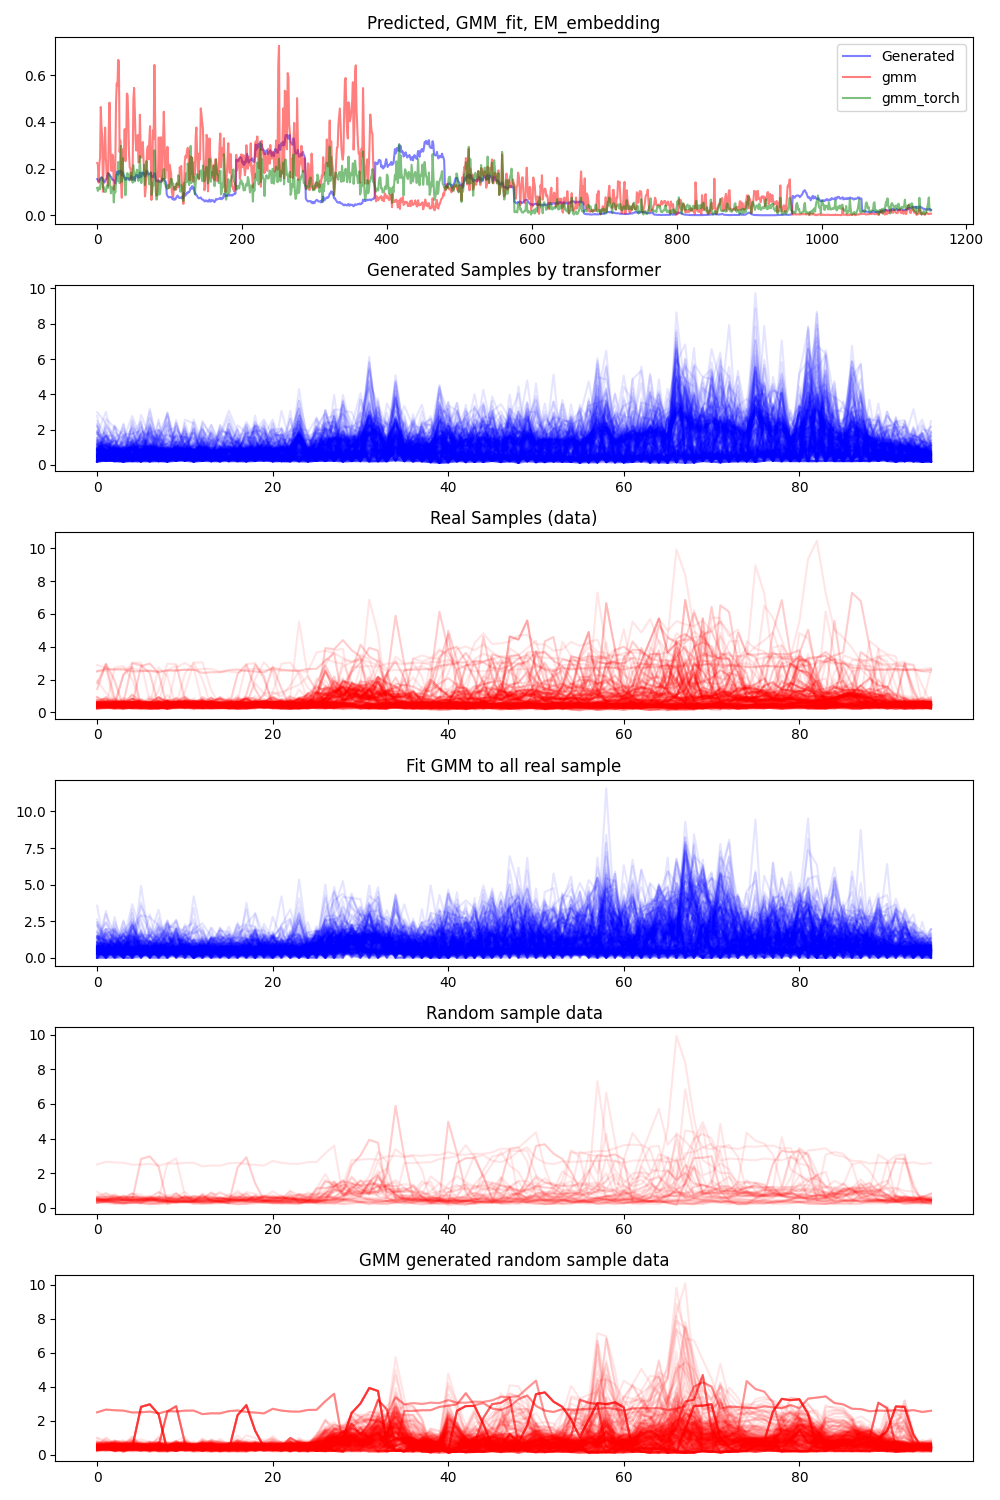 Predicted, GMM_fit, EM_embedding
Generated
gmm
gmm_torch
0.6
0.4
0.2
0.0
0 200 400 600 800 1000 1200
Generated Samples by transformer
10
8
6
4
2
0
0 20 40 60 80
Real Samples (data)
10
8
6
4
2
0
0 20 40 60 80
Fit GMM to all real sample
10.0
7.5
5.0
2.5
0.0
0 20 40 60 80
Random sample data
10
8
6
4
2
0
0 20 40 60 80
GMM generated random sample data
10
8
6
4
2
0
0 20 40 60 80